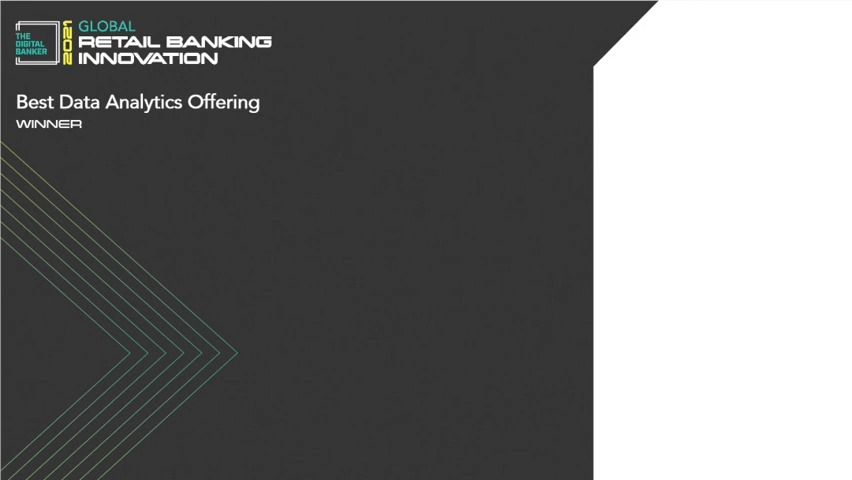 THE
DIGITAL
BANKER
2021
GLOBAL
RETAIL BANKING
INNOVATION
Best Data Analytics Offering
WINNER